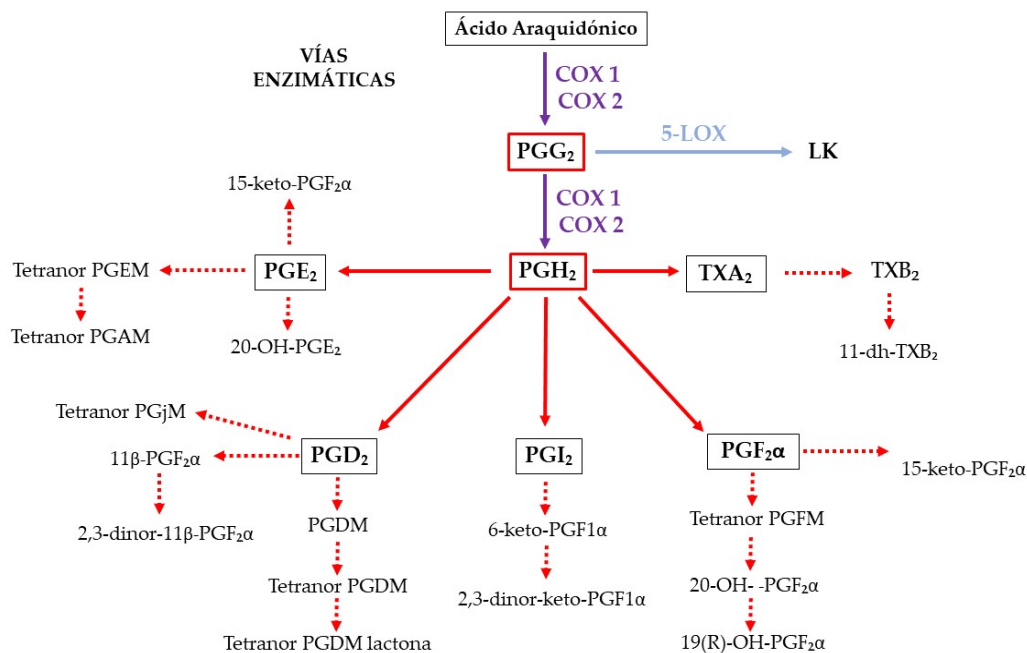 Ácido Araquidónico
VÍAS
ENZIMÁTICAS
COX 1
COX 2
5-LOX
PGG₂
LK
15-keto-PGF₂α
COX 1
COX 2
Tetranor PGEM
PGE₂
PGH₂
TXA₂
TXB₂
Tetranor PGAM
20-OH-PGE₂
11-dh-TXB₂
Tetranor PGjM
11β-PGF₂α
PGD₂
PGI₂
PGF₂α
15-keto-PGF₂α
2,3-dinor-11β-PGF₂α
PGDM
6-keto-PGF1α
Tetranor PGFM
Tetranor PGDM
2,3-dinor-keto-PGF1α
20-OH- -PGF₂α
Tetranor PGDM lactona
19(R)-OH-PGF₂α